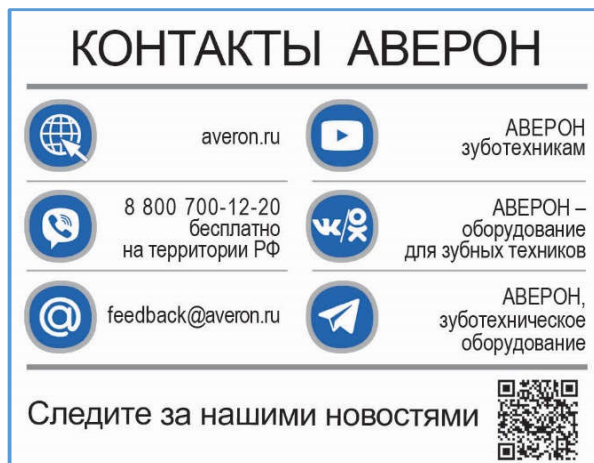 КОНТАКТЫ АВЕРОН
averon.ru
АВЕРОН
зуботехникам
8 800 700-12-20
бесплатно
на территории РФ
АВЕРОН –
оборудование
для зубных техников
feedback@averon.ru
АВЕРОН,
зуботехническое
оборудование
Следите за нашими новостями